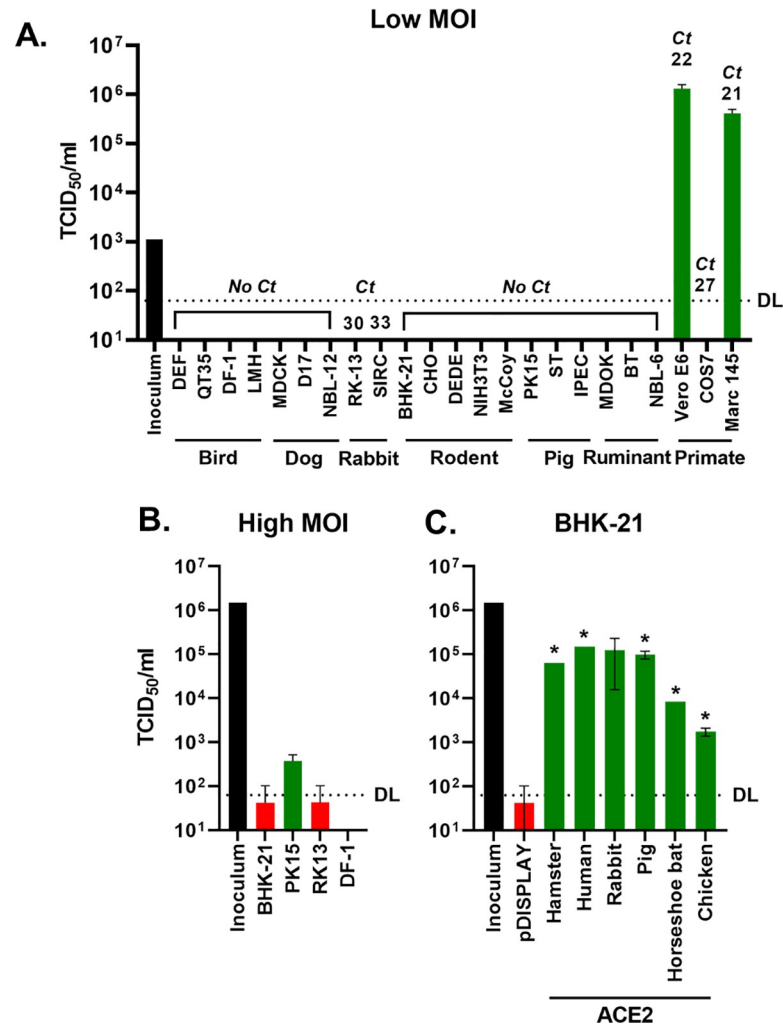 A.
Low MOI
TCID50/ml
10^7
10^6
10^5
10^4
10^3
10^2
10^1
No Ct
Ct
30 33
No Ct
Ct
22
Ct
27
Ct
21
DL
Inoculum
DEF
QT35
DF-1
LMH
MDCK
D17
NBL-12
RK-13
SIRC
BHK-21
CHO
DEDE
NIH3T3
McCoy
PK15
ST
IPEC
MDOK
BT
NBL-6
Vero E6
COS7
Marc 145
Bird
Dog
Rabbit
Rodent
Pig
Ruminant
Primate
B.
High MOI
TCID50/ml
10^7
10^6
10^5
10^4
10^3
10^2
10^1
DL
Inoculum
BHK-21
PK15
RK13
DF-1
C.
BHK-21
10^7
10^6
10^5
10^4
10^3
10^2
10^1
* * * * *
DL
Inoculum
pDISPLAY
Hamster
Human
Rabbit
Pig
Horseshoe bat
Chicken
ACE2